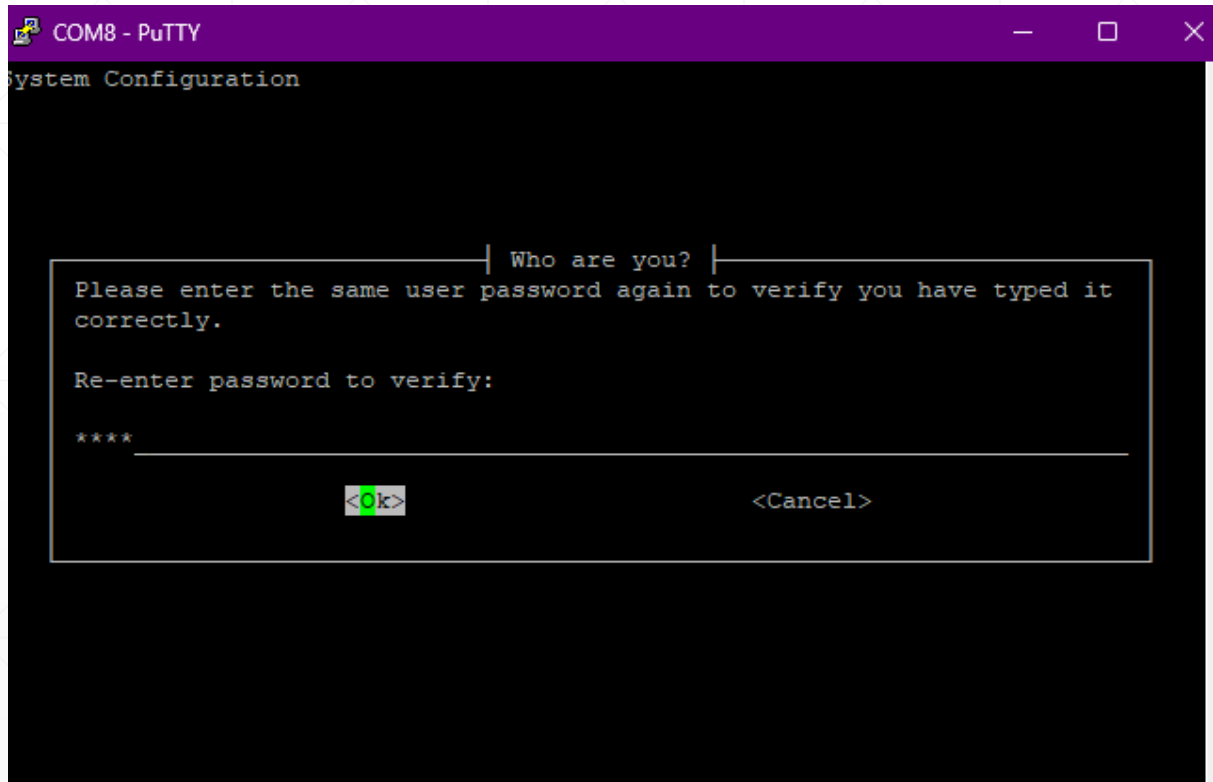 COM8 - PuTTY
System Configuration
Who are you?
Please enter the same user password again to verify you have typed it
correctly.
Re-enter password to verify:
****
<Ok> <Cancel>